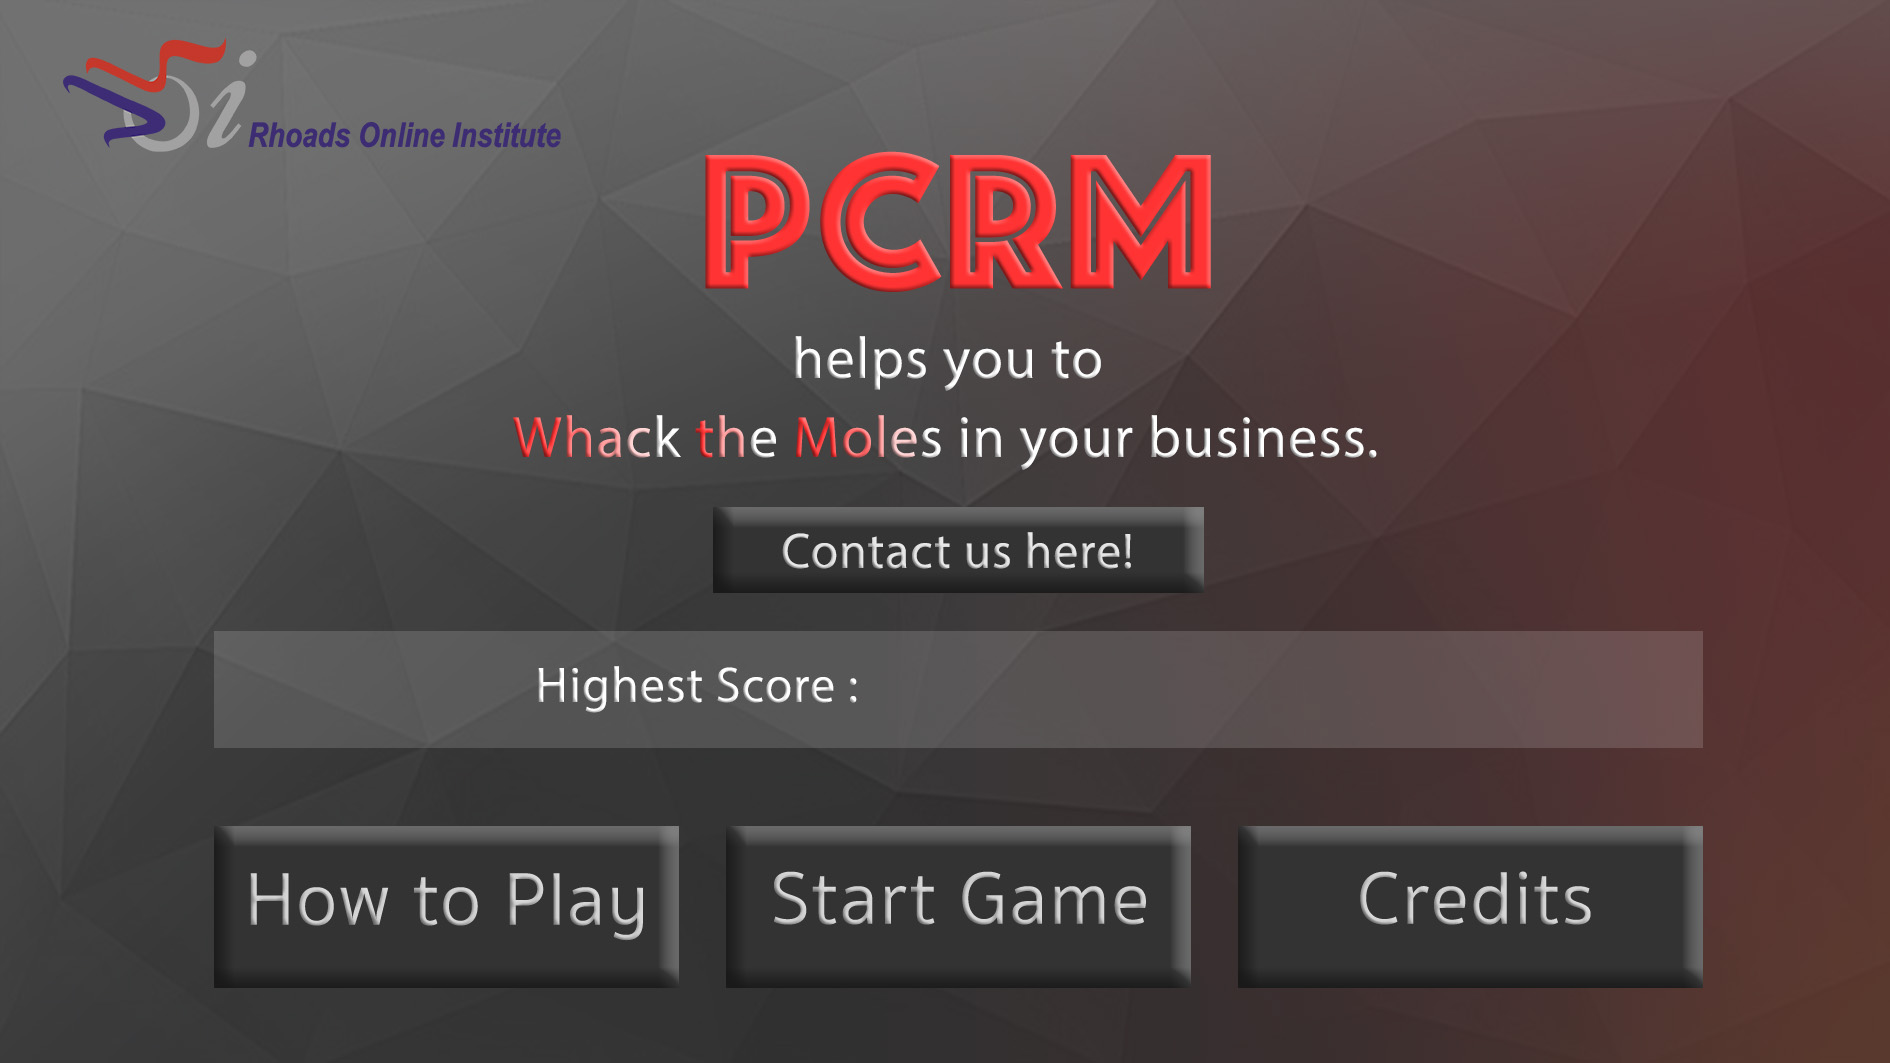 Rhoads Online Institute
PCRM
helps you to
Whack the Moles in your business.
Contact us here!
Highest Score :
How to Play
Start Game
Credits